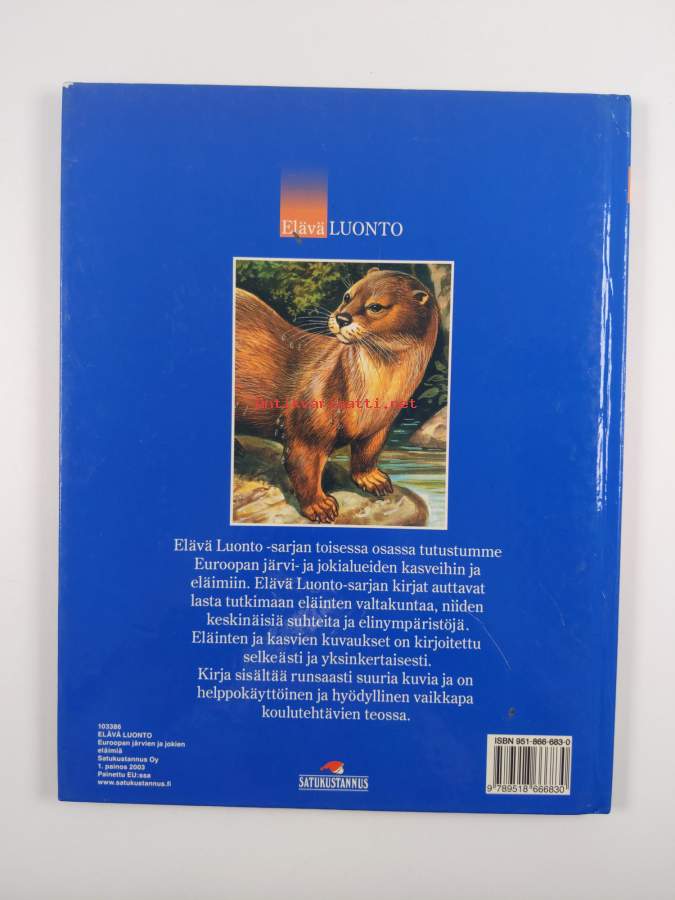 Elävä LUONTO
antikvariaatti.net
Elävä Luonto -sarjan toisessa osassa tutustumme
Euroopan järvi- ja jokialueiden kasveihin ja
eläimiin. Elävä Luonto-sarjan kirjat auttavat
lasta tutkimaan eläinten valtakuntaa, niiden
keskinäisiä suhteita ja elinympäristöjä.
Eläinten ja kasvien kuvaukset on kirjoitettu
selkeästi ja yksinkertaisesti.
Kirja sisältää runsaasti suuria kuvia ja on
helppokäyttöinen ja hyödyllinen vaikkapa
koulutehtävien teossa.
103386
ELÄVÄ LUONTO
Euroopan järvien ja jokien
eläimiä
Satukustannus Oy
1. painos 2003
Painettu EU:ssa
www.satukustannus.fi
SATUKUSTANNUS
ISBN 951-866-683-0
9 789518 666830